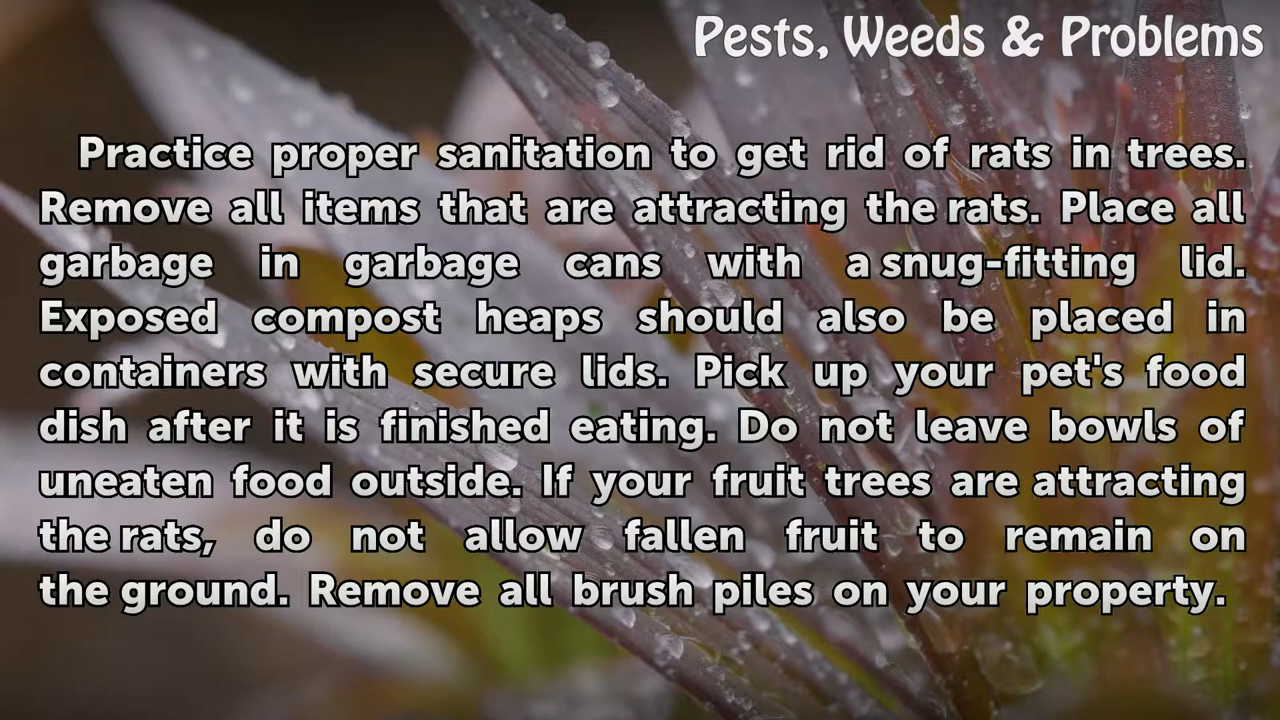 Pests, Weeds & Problems
Practice proper sanitation to get rid of rats in trees.
Remove all items that are attracting the rats. Place all
garbage in garbage cans with a snug-fitting lid.
Exposed compost heaps should also be placed in
containers with secure lids. Pick up your pet's food
dish after it is finished eating. Do not leave bowls of
uneaten food outside. If your fruit trees are attracting
the rats, do not allow fallen fruit to remain on
the ground. Remove all brush piles on your property.